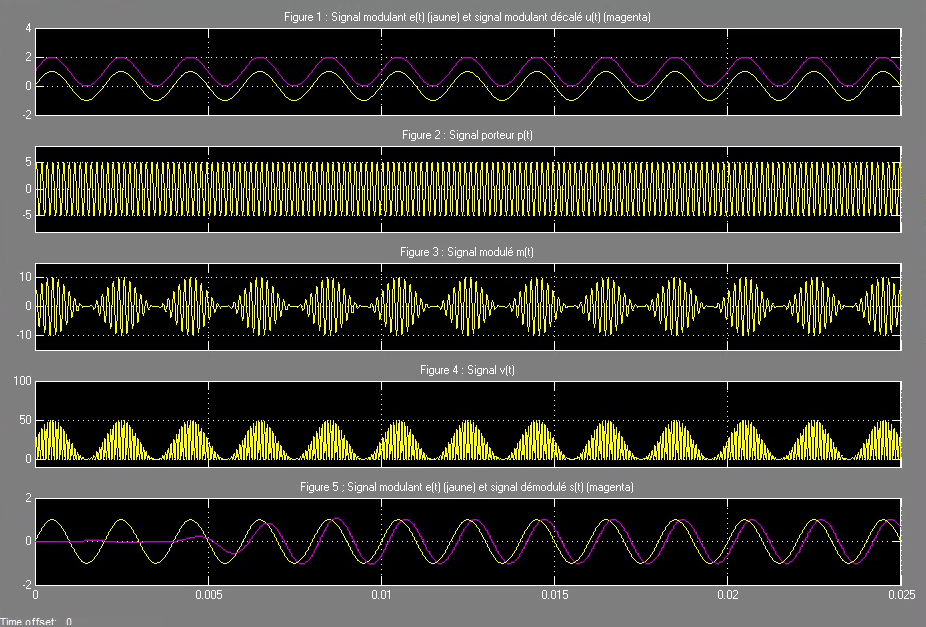 Figure 1 : Signal modulant e(t) (jaune) et signal modulant décalé u(t) (magenta)
4
2
0
-2
Figure 2 : Signal porteur p(t)
5
0
-5
Figure 3 : Signal modulé m(t)
10
0
-10
Figure 4 : Signal v(t)
100
50
0
Figure 5 ; Signal modulant e(t) (jaune) et signal démodulé s(t) (magenta)
2
0
-2
0 0.005 0.01 0.015 0.02 0.025
Time offset: 0